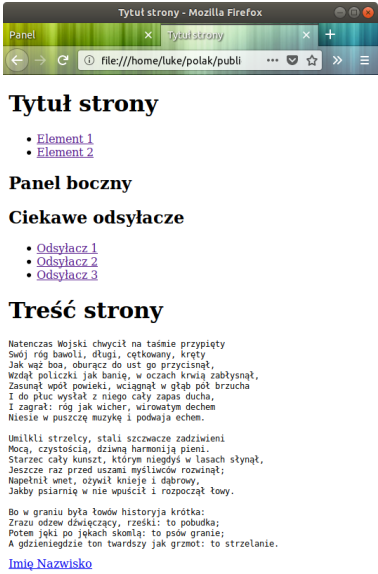 Tytuł strony - Mozilla Firefox
Panel
Tytuł strony
file:///home/luke/polak/publi
Tytuł strony
Element 1
Element 2
Panel boczny
Ciekawe odsyłacze
Odsyłacz 1
Odsyłacz 2
Odsyłacz 3
Treść strony
Natenczas Wojski chwycił na taśmie przypięty
Swój róg bawoli, długi, cętkowany, kręty
Jak wąż boa, oburącz do ust go przycisnął,
Wzdął policzki jak banię, w oczach krwią zabłysnął,
Zasunął wpół powieki, wciągnął w głąb pół brzucha
I do płuc wysłał z niego cały zapas ducha,
I zagrał: róg jak wicher, wirowatym dechem
Niesie w puszczę muzykę i podwaja echem.
Umilkli strzelcy, stali szczwacze zadziwieni
Mocą, czystością, dziwną harmoniją pieni.
Starzec cały kunszt, którym niegdyś w lasach słynął,
Jeszcze raz przed uszami myśliwców rozwinął;
Napełnił wnet, ożywił knieje i dąbrowy,
Jakby psiarnię w nie wpuścił i rozpoczął łowy.
Bo w graniu była łowów historyja krótka:
Zrazu odzew dźwięczący, rześki: to pobudka;
Potem jęki po jękach skomlą: to psów granie;
A gdzieniegdzie ton twardszy jak grzmot: to strzelanie.
Imię Nazwisko